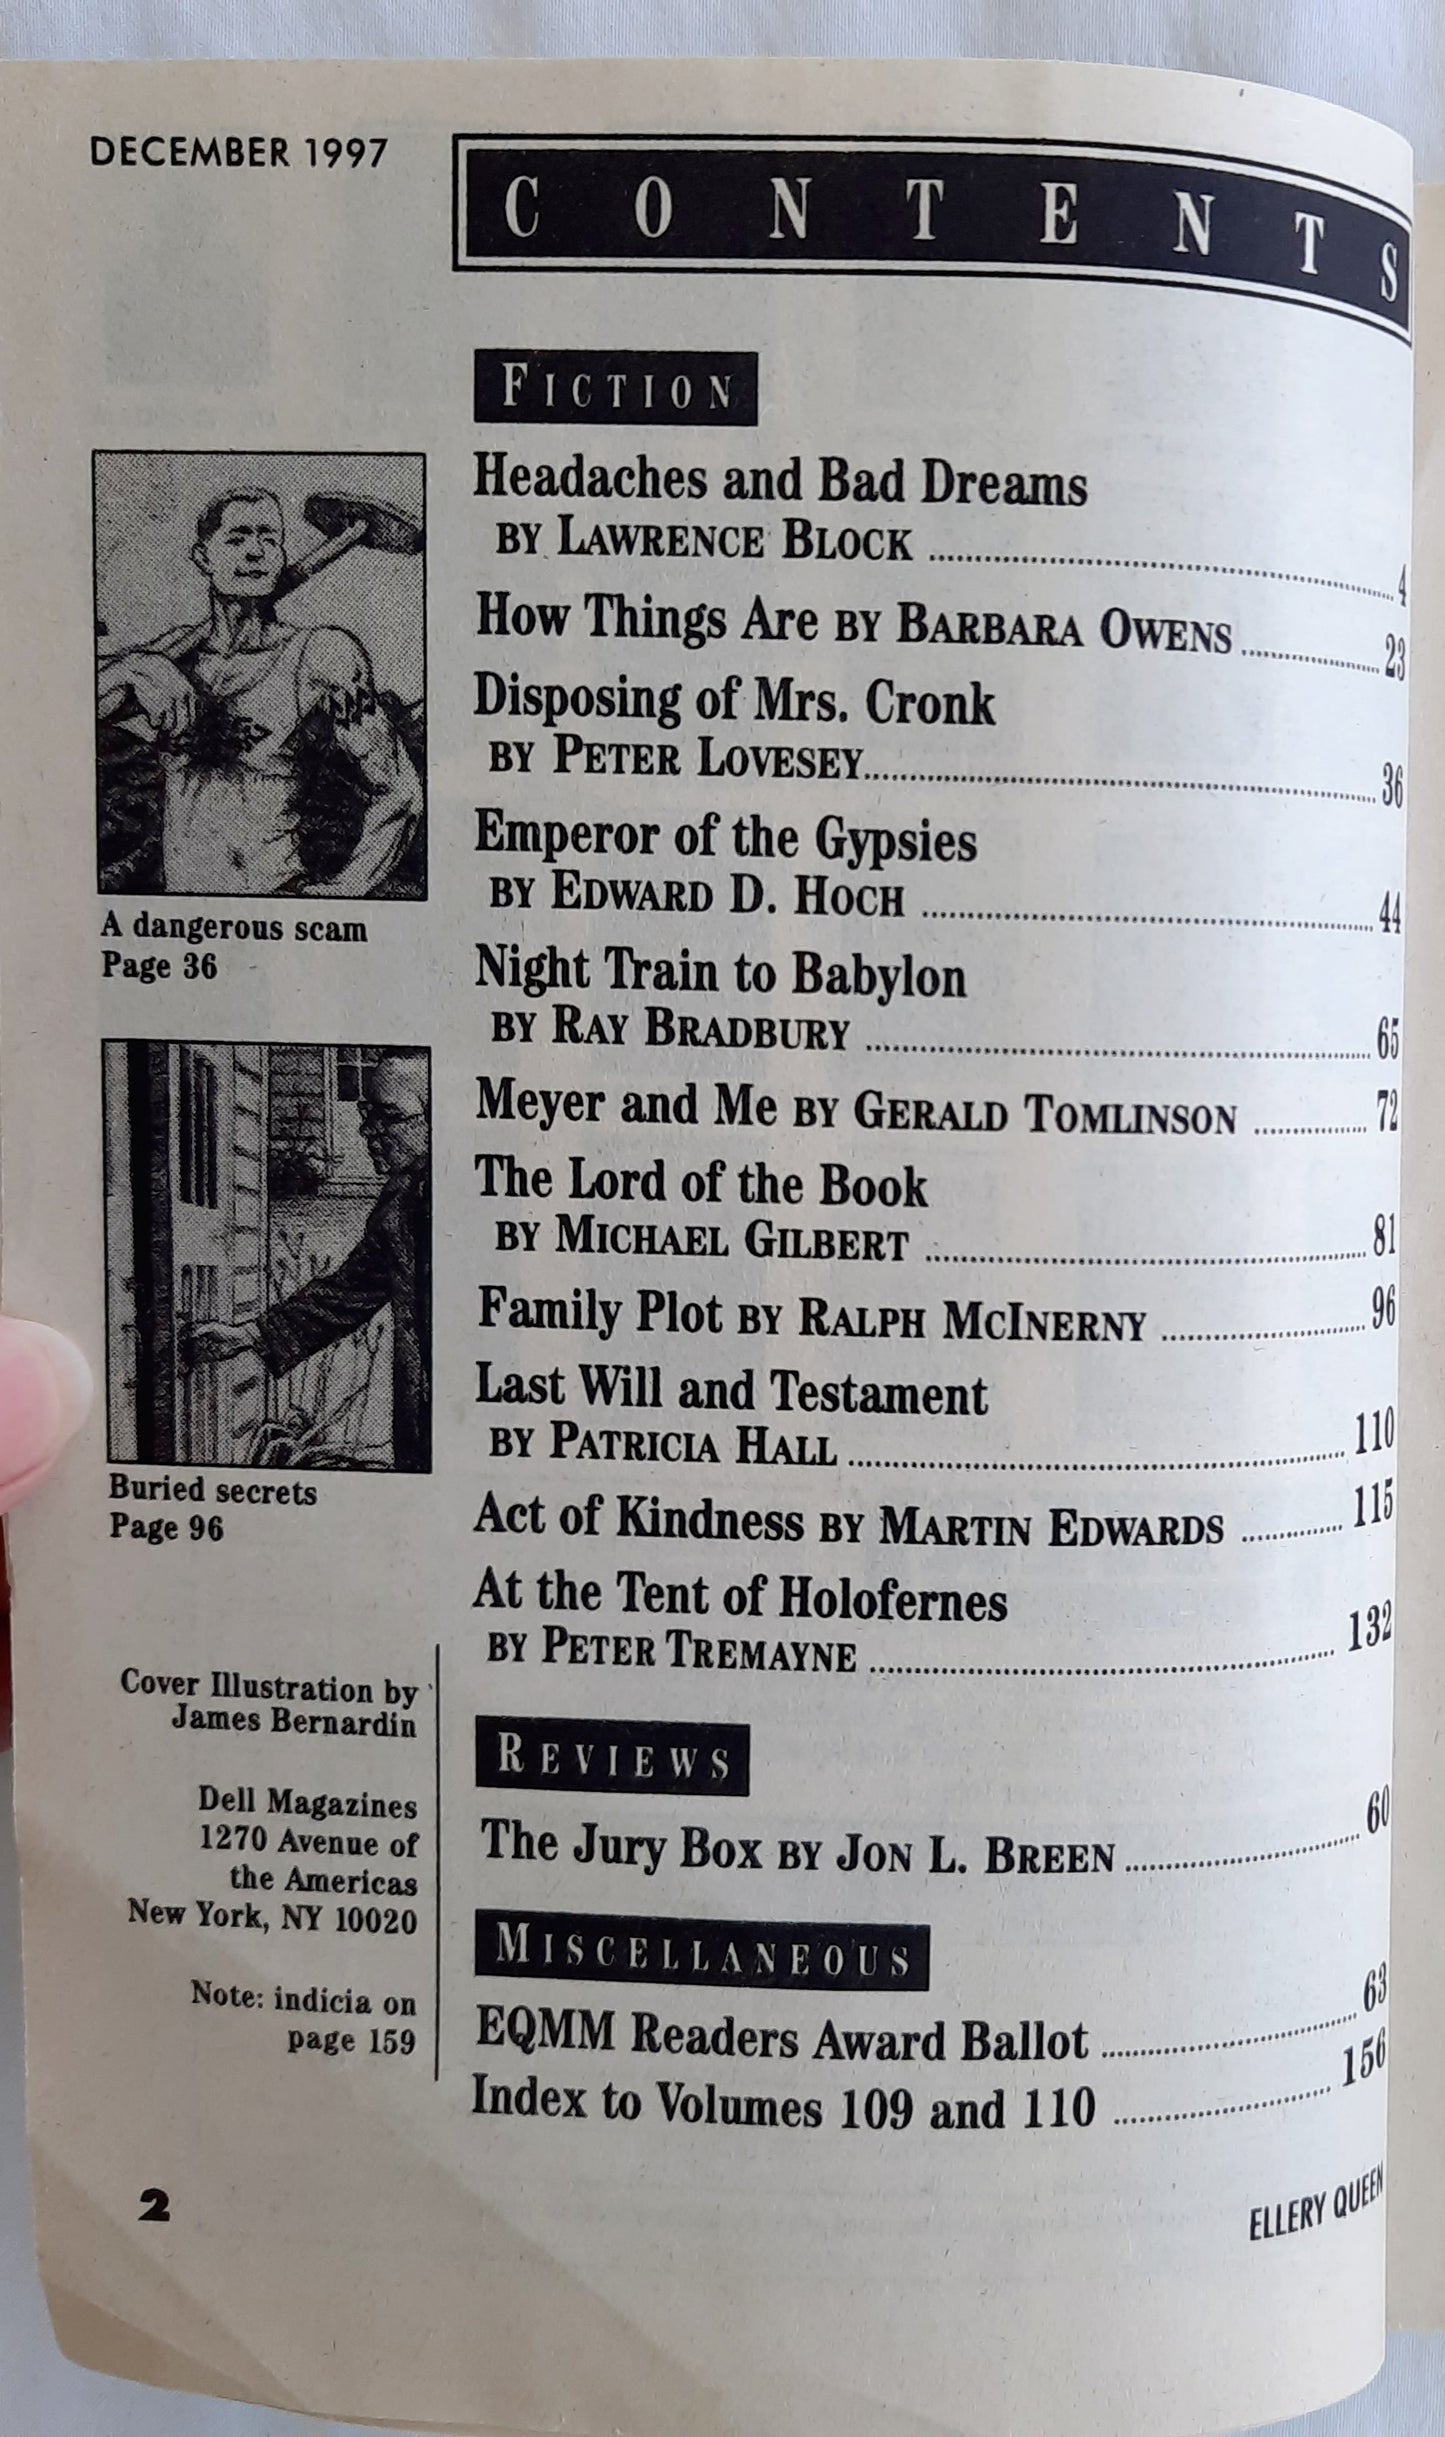 DECEMBER 1997
CONTENTS
FICTION
Headaches and Bad Dreams
BY LAWRENCE BLOCK ........ 4
How Things Are BY BARBARA OWENS ........ 23
Disposing of Mrs. Cronk
BY PETER LOVESEY ........ 36
Emperor of the Gypsies
BY EDWARD D. HOCH ........ 44
Night Train to Babylon
BY RAY BRADBURY ........ 65
Meyer and Me BY GERALD TOMLINSON ........ 72
The Lord of the Book
BY MICHAEL GILBERT ........ 81
Family Plot BY RALPH MCINERNY ........ 96
Last Will and Testament
BY PATRICIA HALL ........ 110
Act of Kindness BY MARTIN EDWARDS ........ 115
At the Tent of Holofernes
BY PETER TREMAYNE ........ 132
REVIEWS
The Jury Box BY JON L. BREEN ........ 60
MISCELLANEOUS
EQMM Readers Award Ballot ........ 63
Index to Volumes 109 and 110 ........ 156
A dangerous scam
Page 36
Buried secrets
Page 96
Cover Illustration by
James Bernardin
Dell Magazines
1270 Avenue of
the Americas
New York, NY 10020
Note: indicia on
page 159
2
ELLERY QUEEN